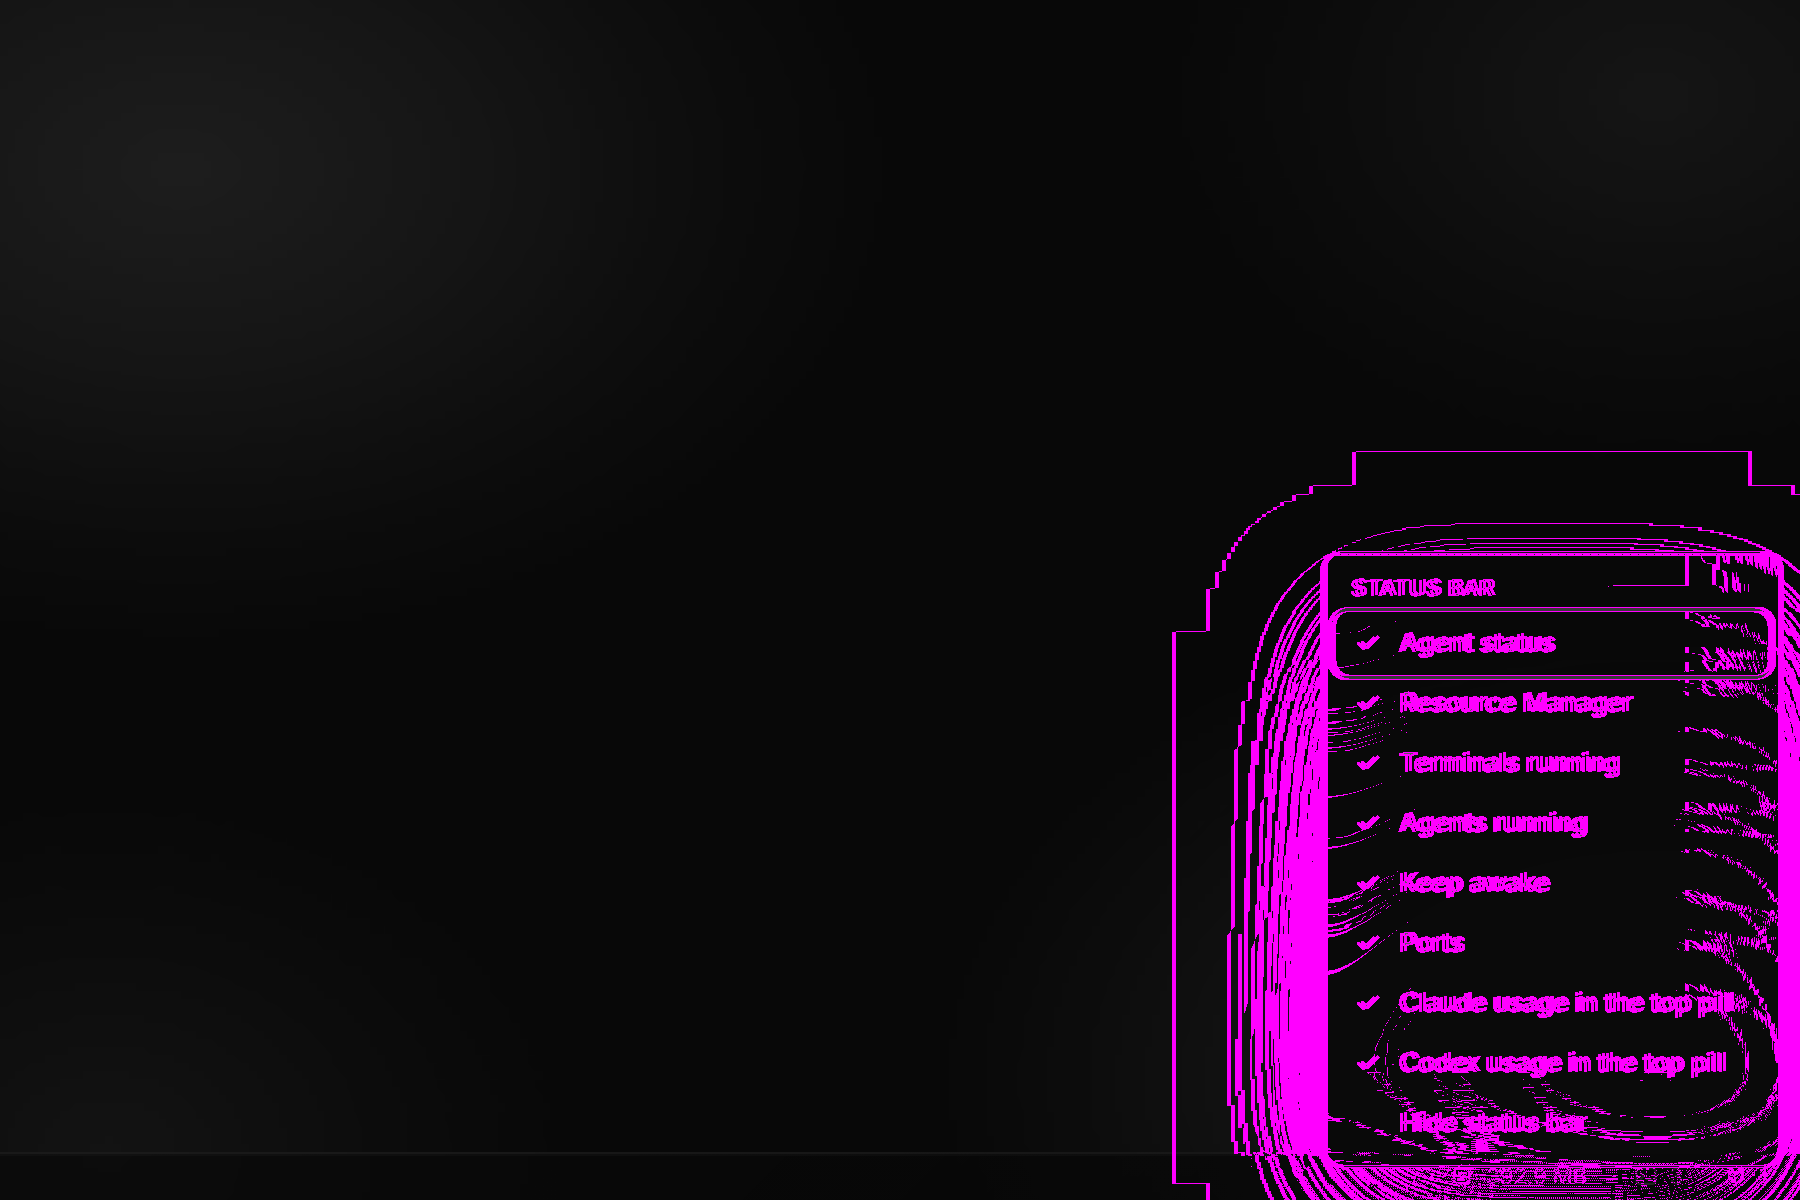 STATUS BAR
Agent status
Resource Manager
Terminals running
Agents running
Keep awake
Ports
Claude usage in the top pill
Codex usage in the top pill
Hide status bar